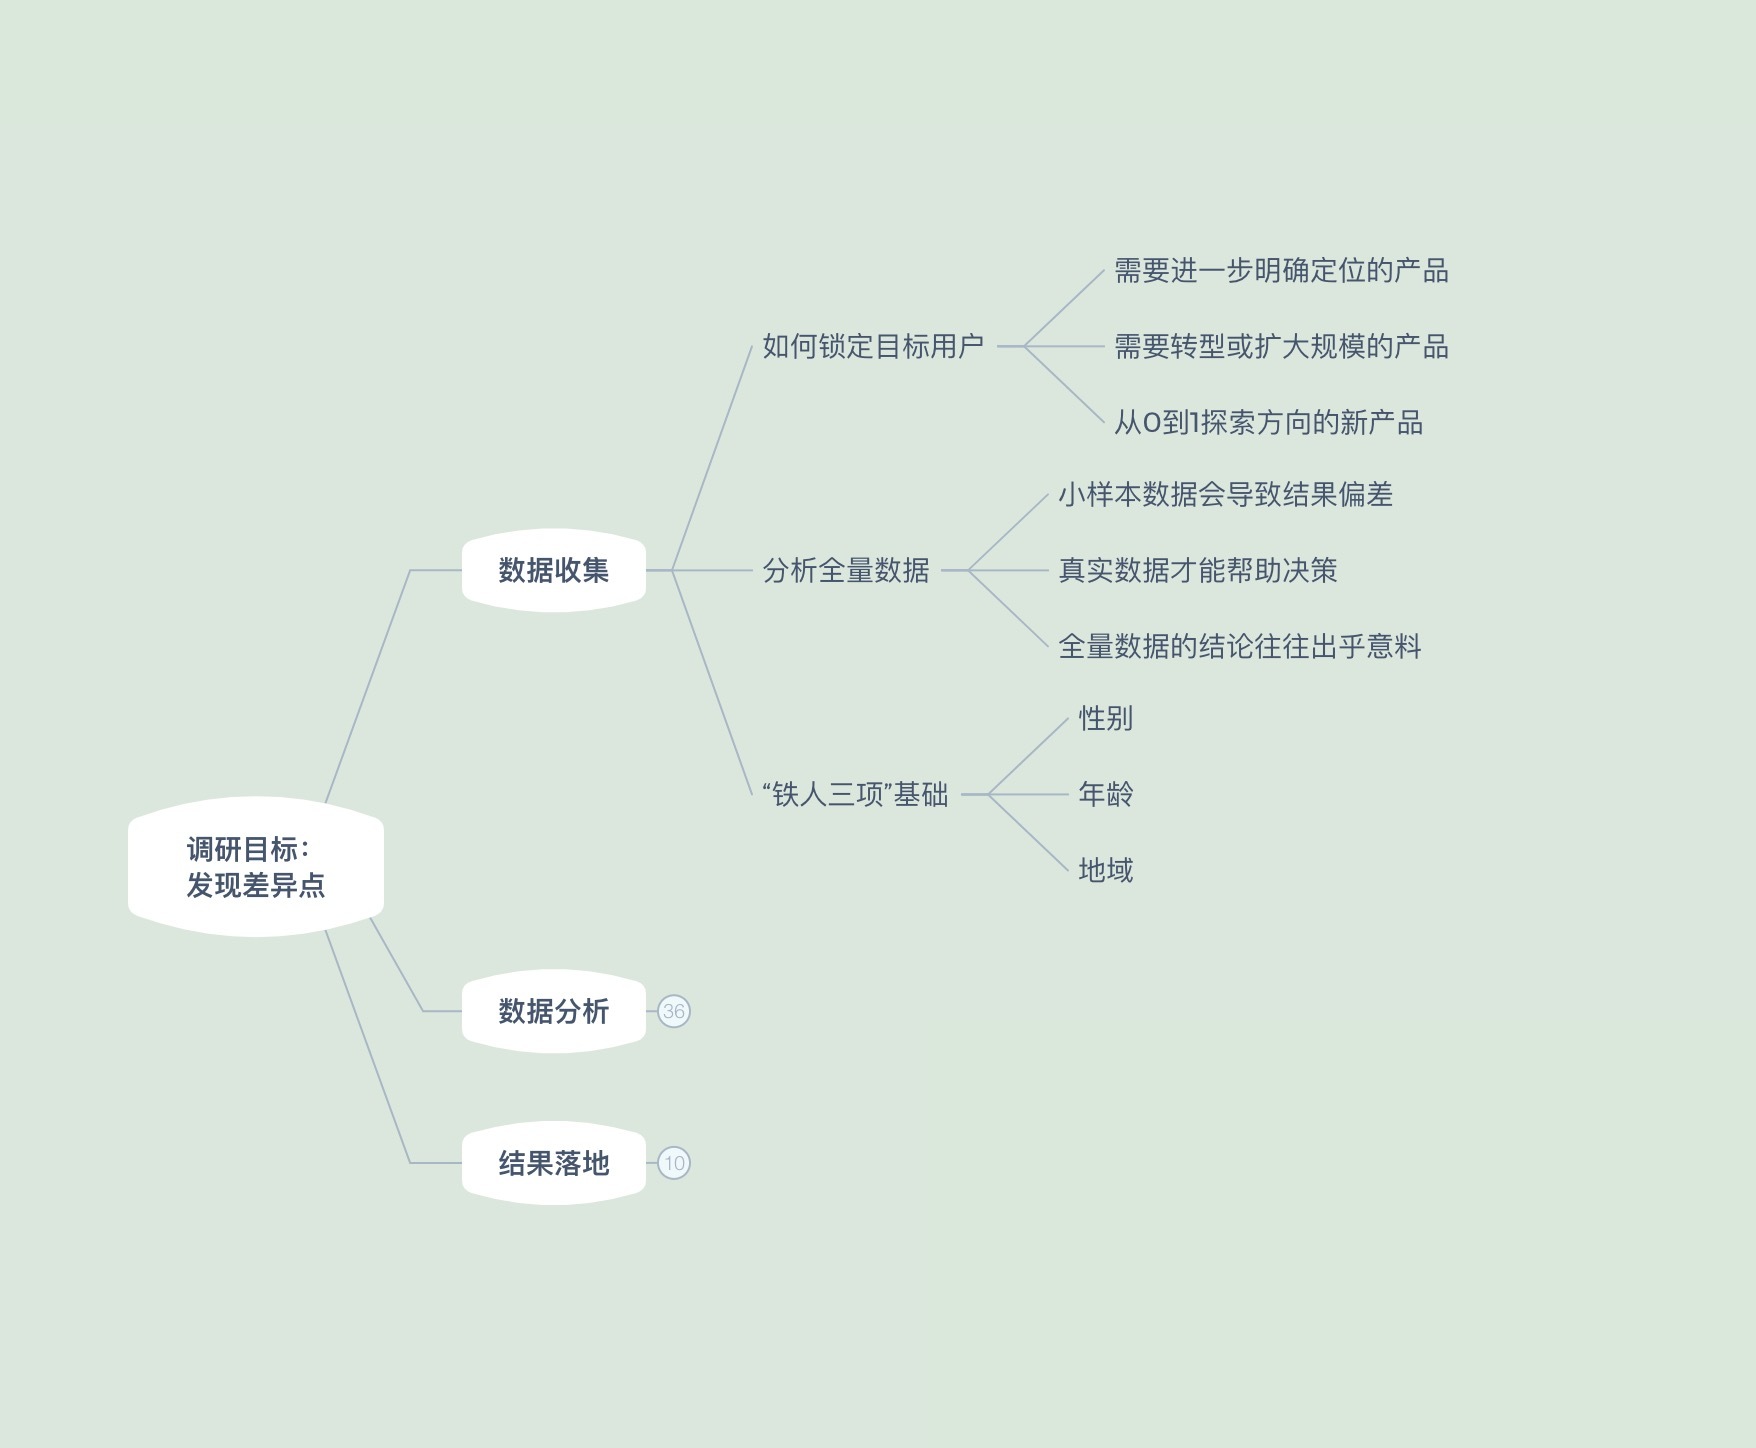 调研目标：
发现差异点
数据收集
如何锁定目标用户
需要进一步明确定位的产品
需要转型或扩大规模的产品
从0到1探索方向的新产品
分析全量数据
小样本数据会导致结果偏差
真实数据才能帮助决策
全量数据的结论往往出乎意料
“铁人三项”基础
性别
年龄
地域
数据分析
36
结果落地
10